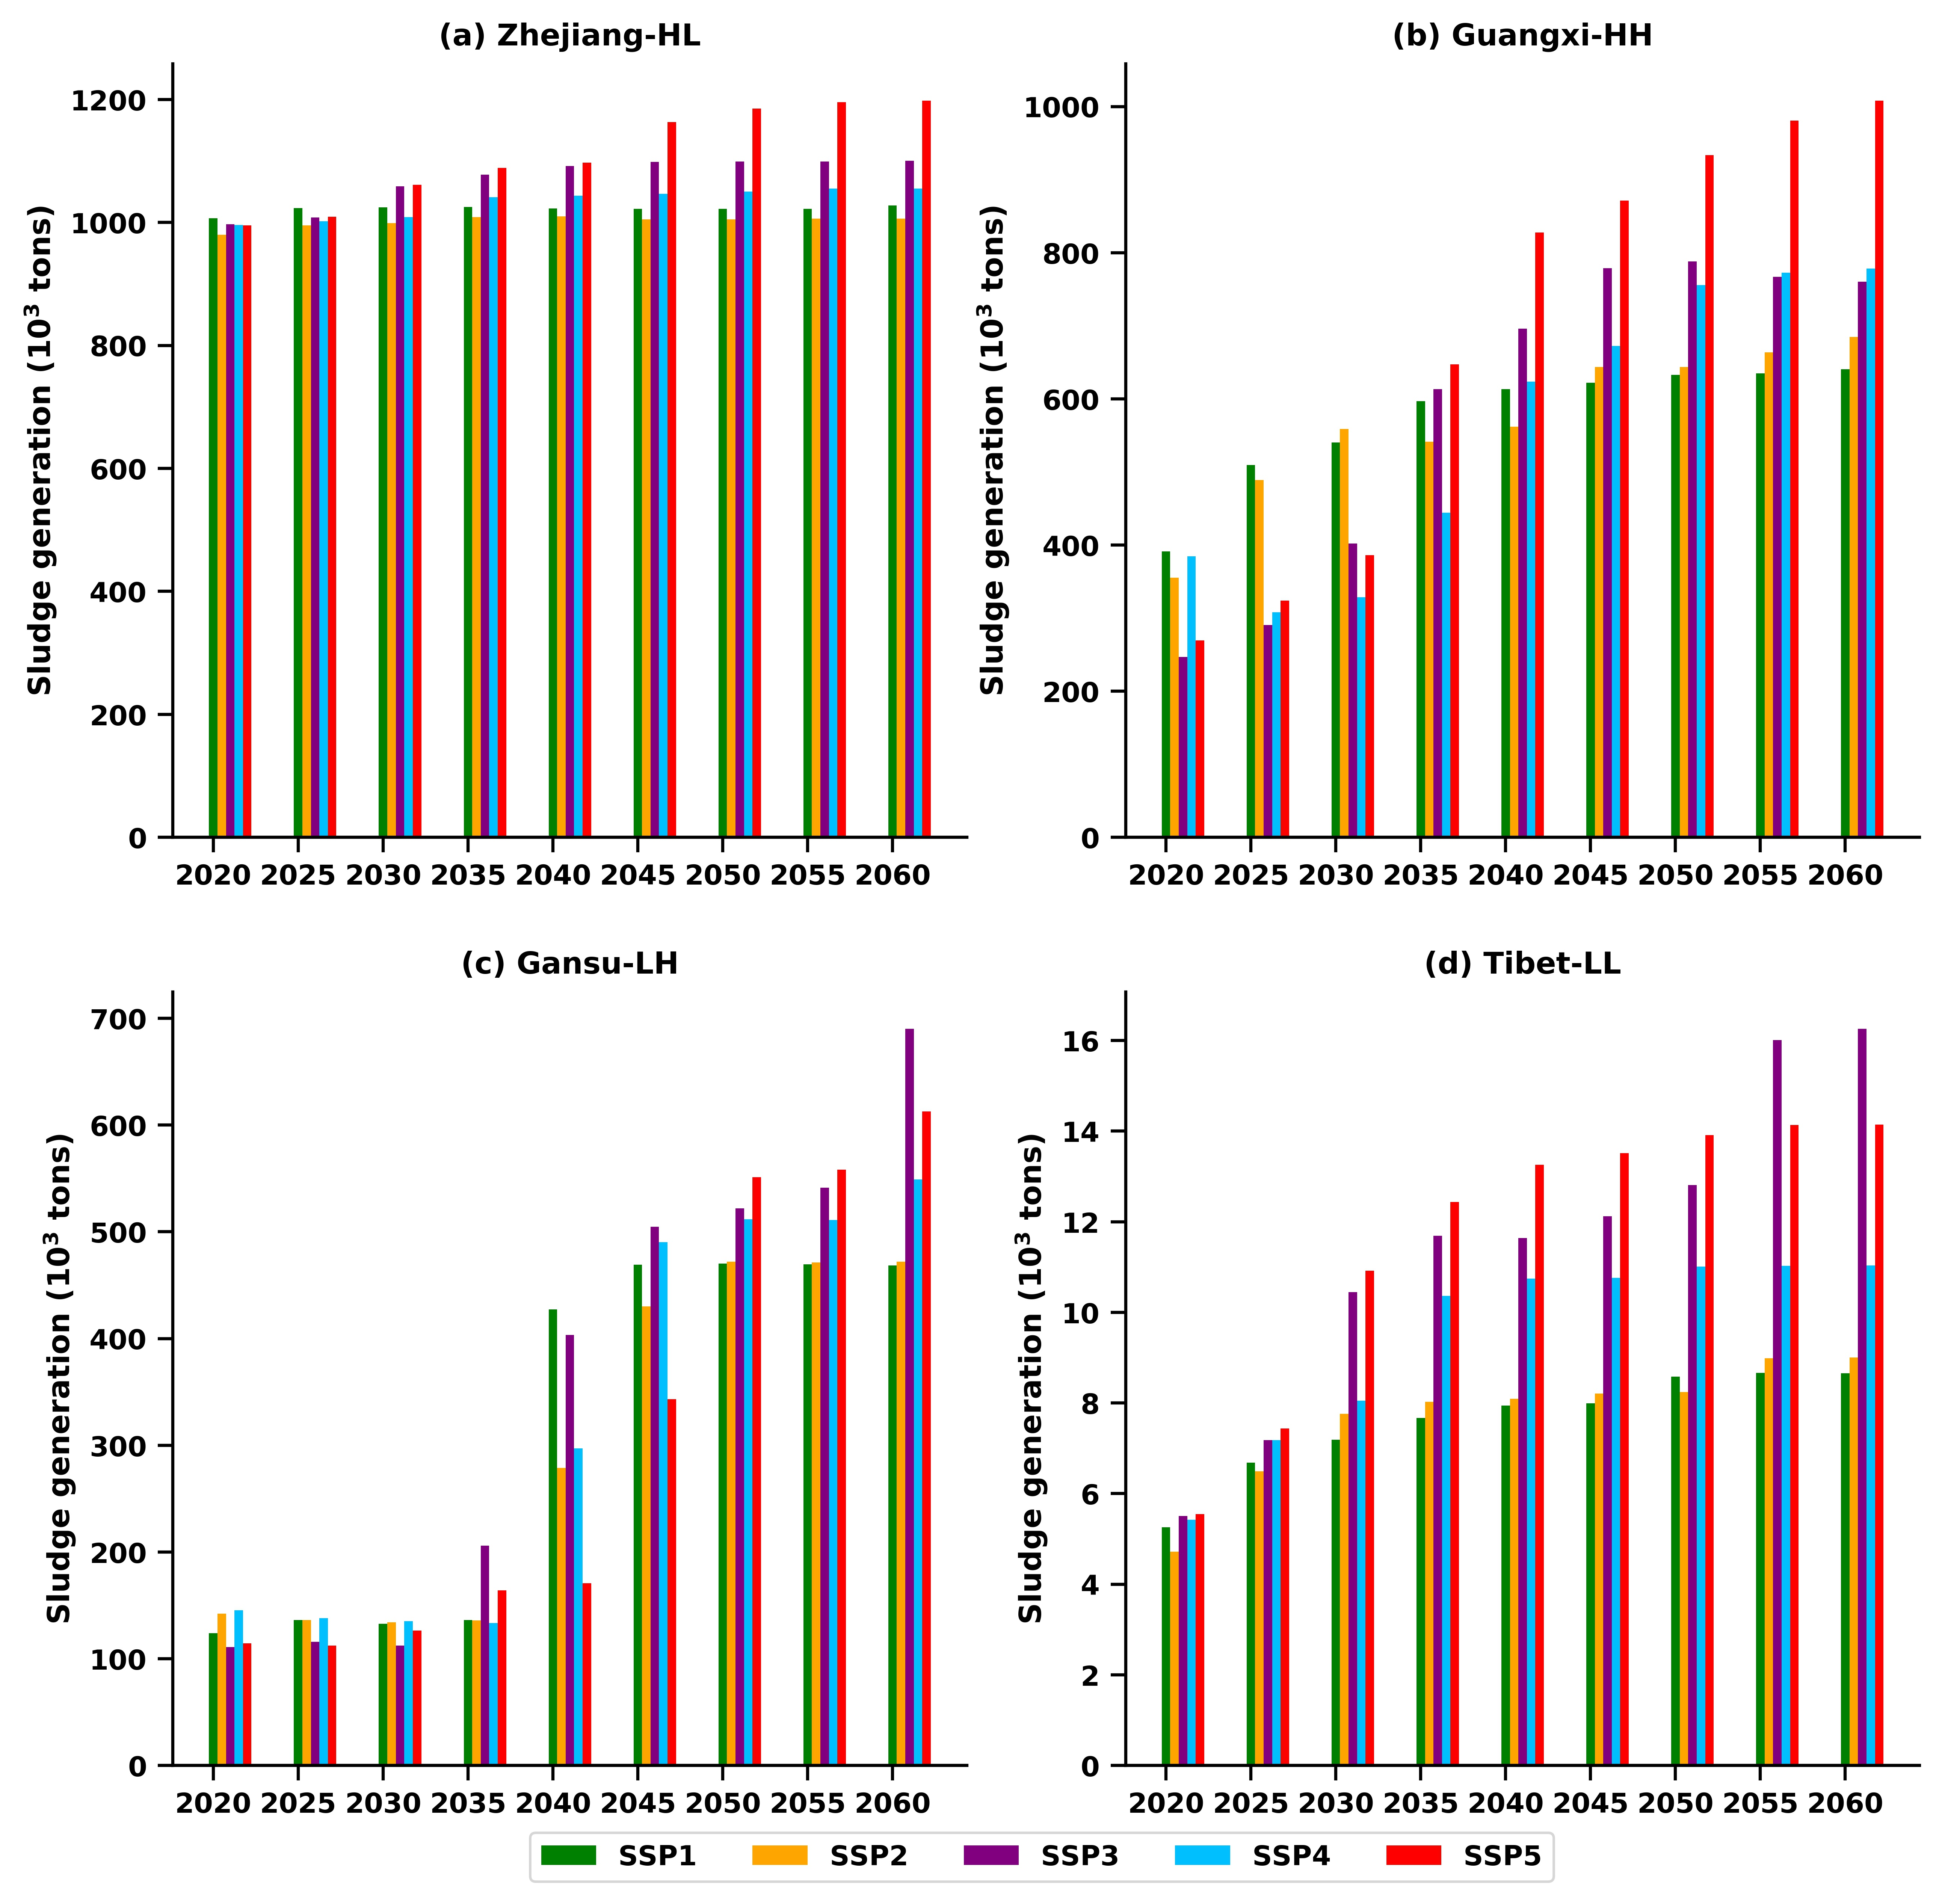 (a) Zhejiang-HL
Sludge generation (10³ tons)
1200
1000
800
600
400
200
0
2020 2025 2030 2035 2040 2045 2050 2055 2060
(b) Guangxi-HH
Sludge generation (10³ tons)
1000
800
600
400
200
0
2020 2025 2030 2035 2040 2045 2050 2055 2060
(c) Gansu-LH
Sludge generation (10³ tons)
700
600
500
400
300
200
100
0
2020 2025 2030 2035 2040 2045 2050 2055 2060
(d) Tibet-LL
Sludge generation (10³ tons)
16
14
12
10
8
6
4
2
0
2020 2025 2030 2035 2040 2045 2050 2055 2060
SSP1 SSP2 SSP3 SSP4 SSP5